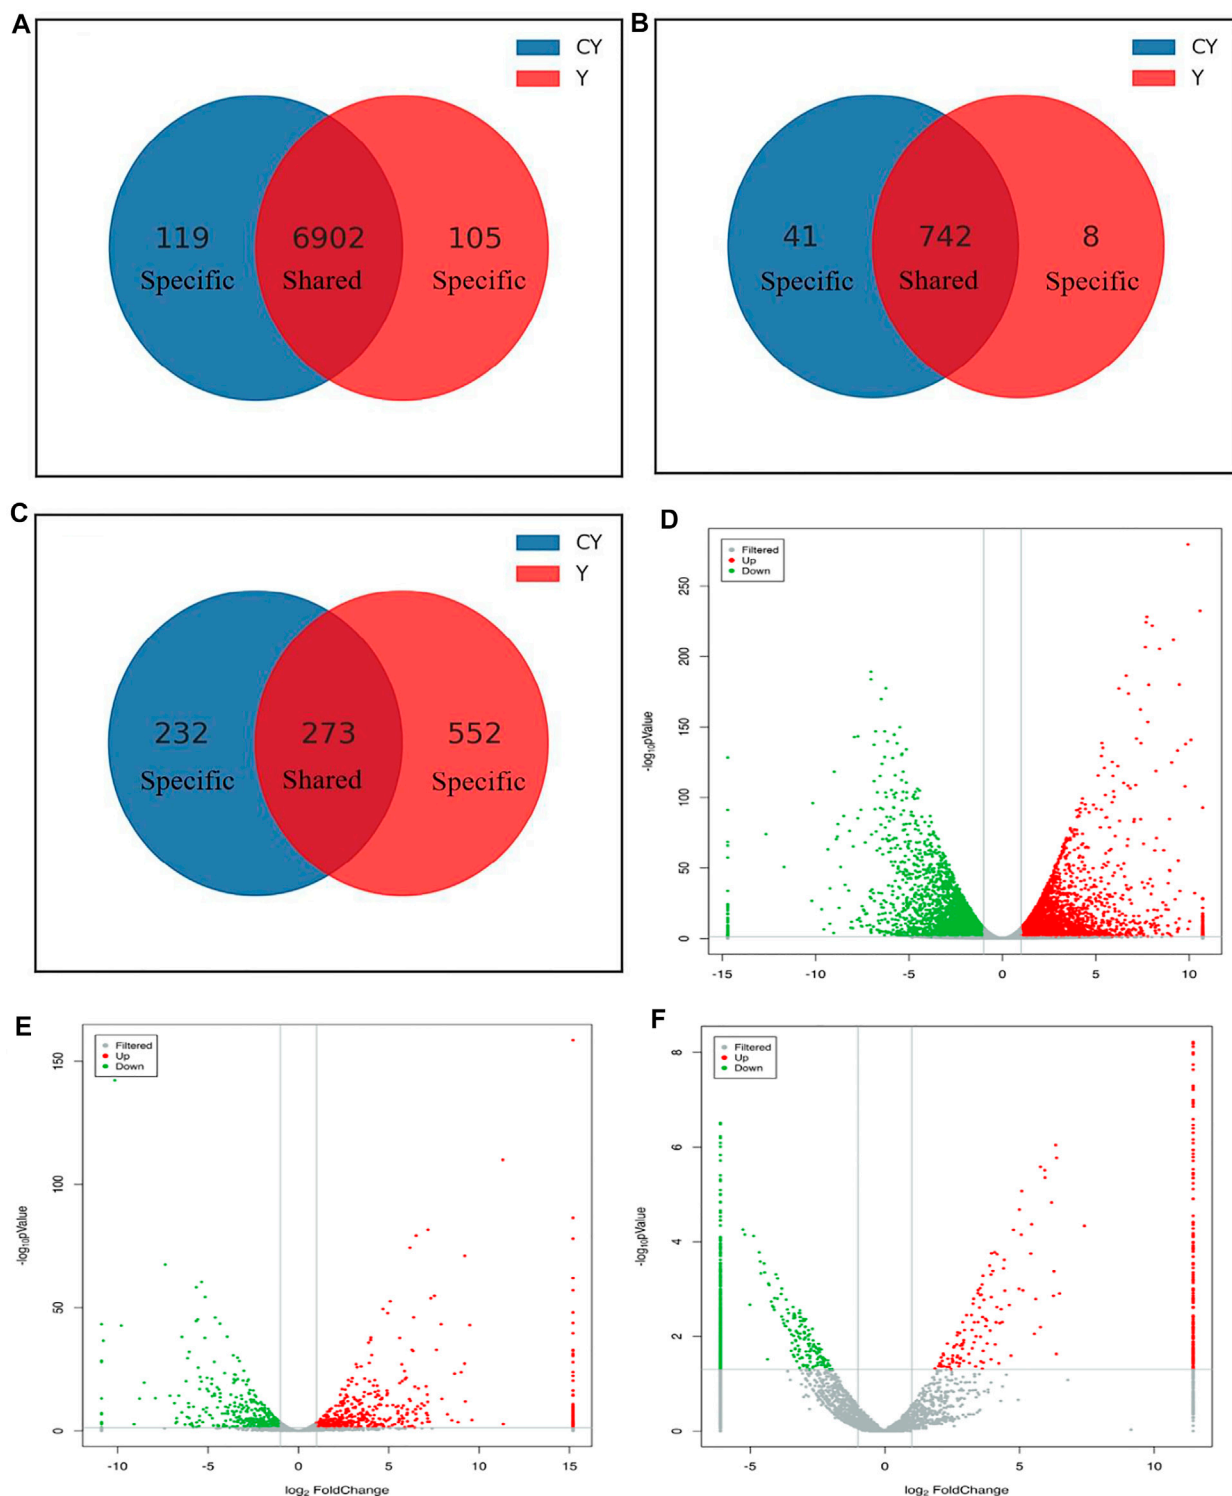 A
CY
Y
119
6902
105
Specific
Shared
Specific
B
CY
Y
41
742
8
Specific
Shared
Specific
C
CY
Y
232
273
552
Specific
Shared
Specific
D
Filtered
Up
Down
-log10pValue
250
200
150
100
50
0
-15
-10
-5
0
5
10
E
Filtered
Up
Down
-log10pValue
150
100
50
0
-10
-5
0
5
10
15
log2 FoldChange
F
Filtered
Up
Down
-log10pValue
8
6
4
2
0
-5
0
5
10
log2 FoldChange